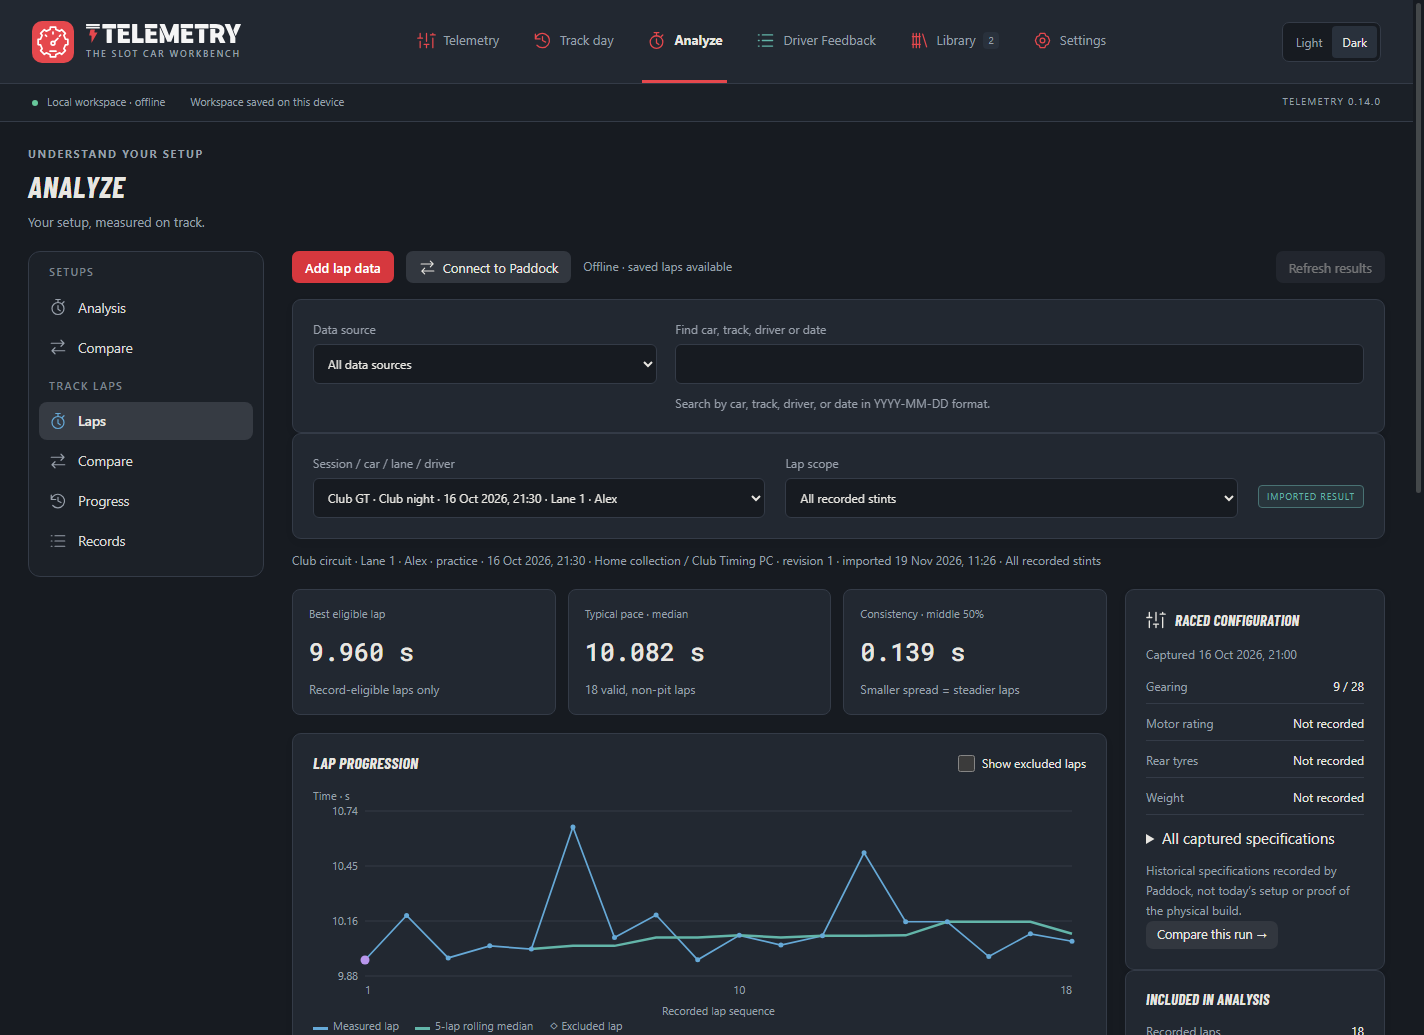 TELEMETRY
THE SLOT CAR WORKBENCH
Telemetry
Track day
Analyze
Driver Feedback
Library 2
Settings
Light
Dark
Local workspace · offline
Workspace saved on this device
TELEMETRY 0.14.0
UNDERSTAND YOUR SETUP
ANALYZE
Your setup, measured on track.
SETUPS
Analysis
Compare
TRACK LAPS
Laps
Compare
Progress
Records
Add lap data
Connect to Paddock
Offline · saved laps available
Refresh results
Data source
All data sources
Find car, track, driver or date
Search by car, track, driver, or date in YYYY-MM-DD format.
Session / car / lane / driver
Club GT · Club night · 16 Oct 2026, 21:30 · Lane 1 · Alex
Lap scope
All recorded stints
IMPORTED RESULT
Club circuit · Lane 1 · Alex · practice · 16 Oct 2026, 21:30 · Home collection / Club Timing PC · revision 1 · imported 19 Nov 2026, 11:26 · All recorded stints
Best eligible lap
9.960 s
Record-eligible laps only
Typical pace · median
10.082 s
18 valid, non-pit laps
Consistency · middle 50%
0.139 s
Smaller spread = steadier laps
LAP PROGRESSION
Show excluded laps
Time · s
10.74
10.45
10.16
9.88
1
10
18
Recorded lap sequence
Measured lap
5-lap rolling median
Excluded lap
RACED CONFIGURATION
Captured 16 Oct 2026, 21:00
Gearing 9 / 28
Motor rating Not recorded
Rear tyres Not recorded
Weight Not recorded
All captured specifications
Historical specifications recorded by
Paddock, not today's setup or proof of
the physical build.
Compare this run →
INCLUDED IN ANALYSIS
Recorded laps 18